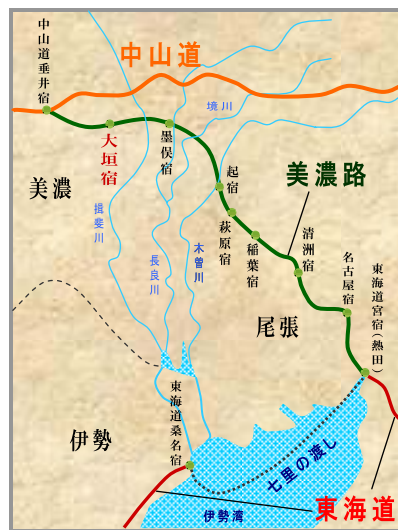 中山道垂井宿
中山道
境川
大垣宿
墨俣宿
起宿
美濃路
美濃
揖斐川
長良川
木曽川
萩原宿
稲葉宿
清洲宿
名古屋宿
東海道宮宿(熱田)
尾張
伊勢
東海道桑名宿
七里の渡し
伊勢湾
東海道